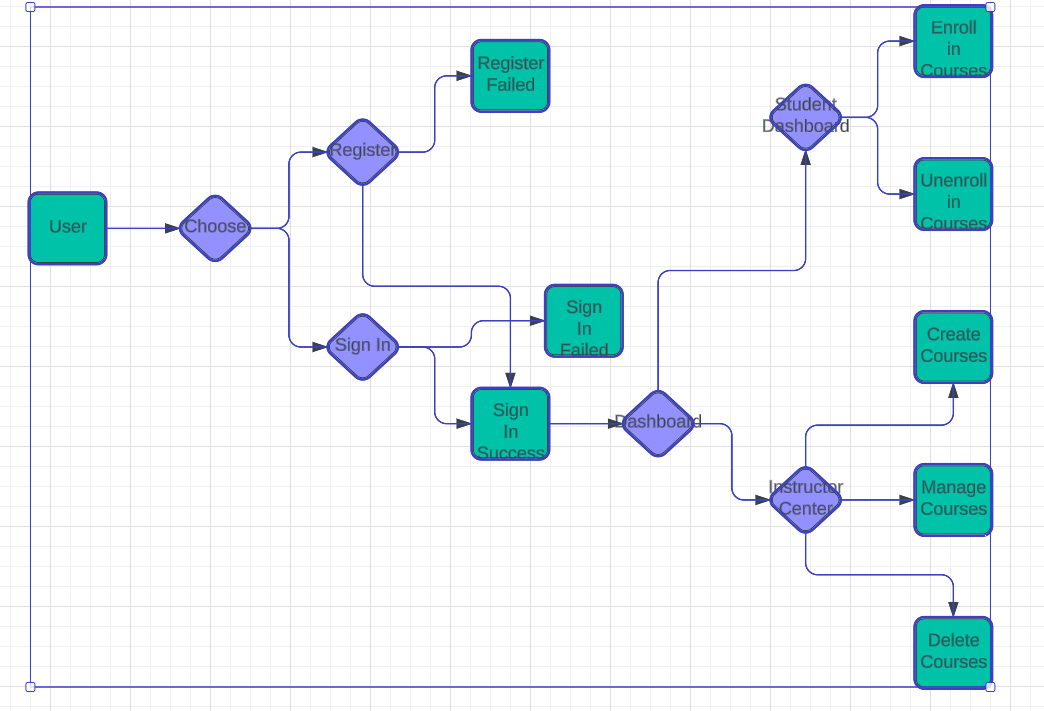 User
Choose
Register
Register
Failed
Sign In
Sign
In
Failed
Sign
In
Success
Dashboard
Student
Dashboard
Enroll
in
Courses
Unenroll
in
Courses
Instructor
Center
Create
Courses
Manage
Courses
Delete
Courses